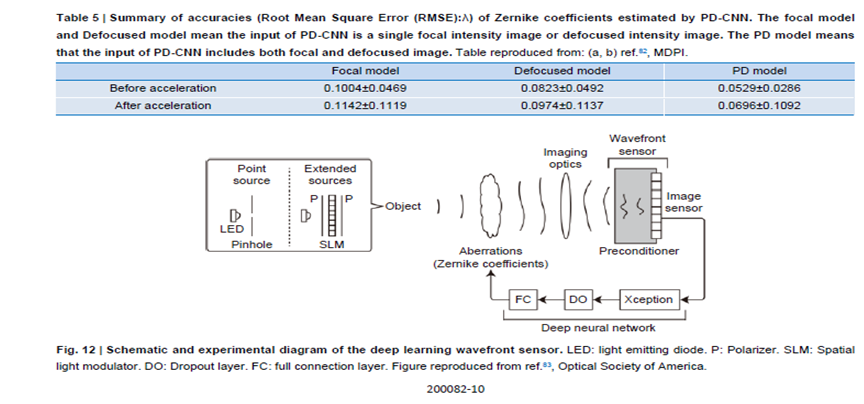 Table 5 | Summary of accuracies (Root Mean Square Error (RMSE):λ) of Zernike coefficients estimated by PD-CNN. The focal model
and Defocused model mean the input of PD-CNN is a single focal intensity image or defocused intensity image. The PD model means
that the input of PD-CNN includes both focal and defocused image. Table reproduced from: (a, b) ref.⁸², MDPI.
Focal model Defocused model PD model
Before acceleration 0.1004±0.0469 0.0823±0.0492 0.0529±0.0286
After acceleration 0.1142±0.1119 0.0974±0.1137 0.0696±0.1092
Wavefront
sensor
Imaging
optics
Point
source
Extended
sources
P P
LED
Pinhole
SLM
Object
Image
sensor
Aberrations
(Zernike coefficients)
Preconditioner
FC DO Xception
Deep neural network
Fig. 12 | Schematic and experimental diagram of the deep learning wavefront sensor. LED: light emitting diode. P: Polarizer. SLM: Spatial
light modulator. DO: Dropout layer. FC: full connection layer. Figure reproduced from ref.⁸³, Optical Society of America.
200082-10